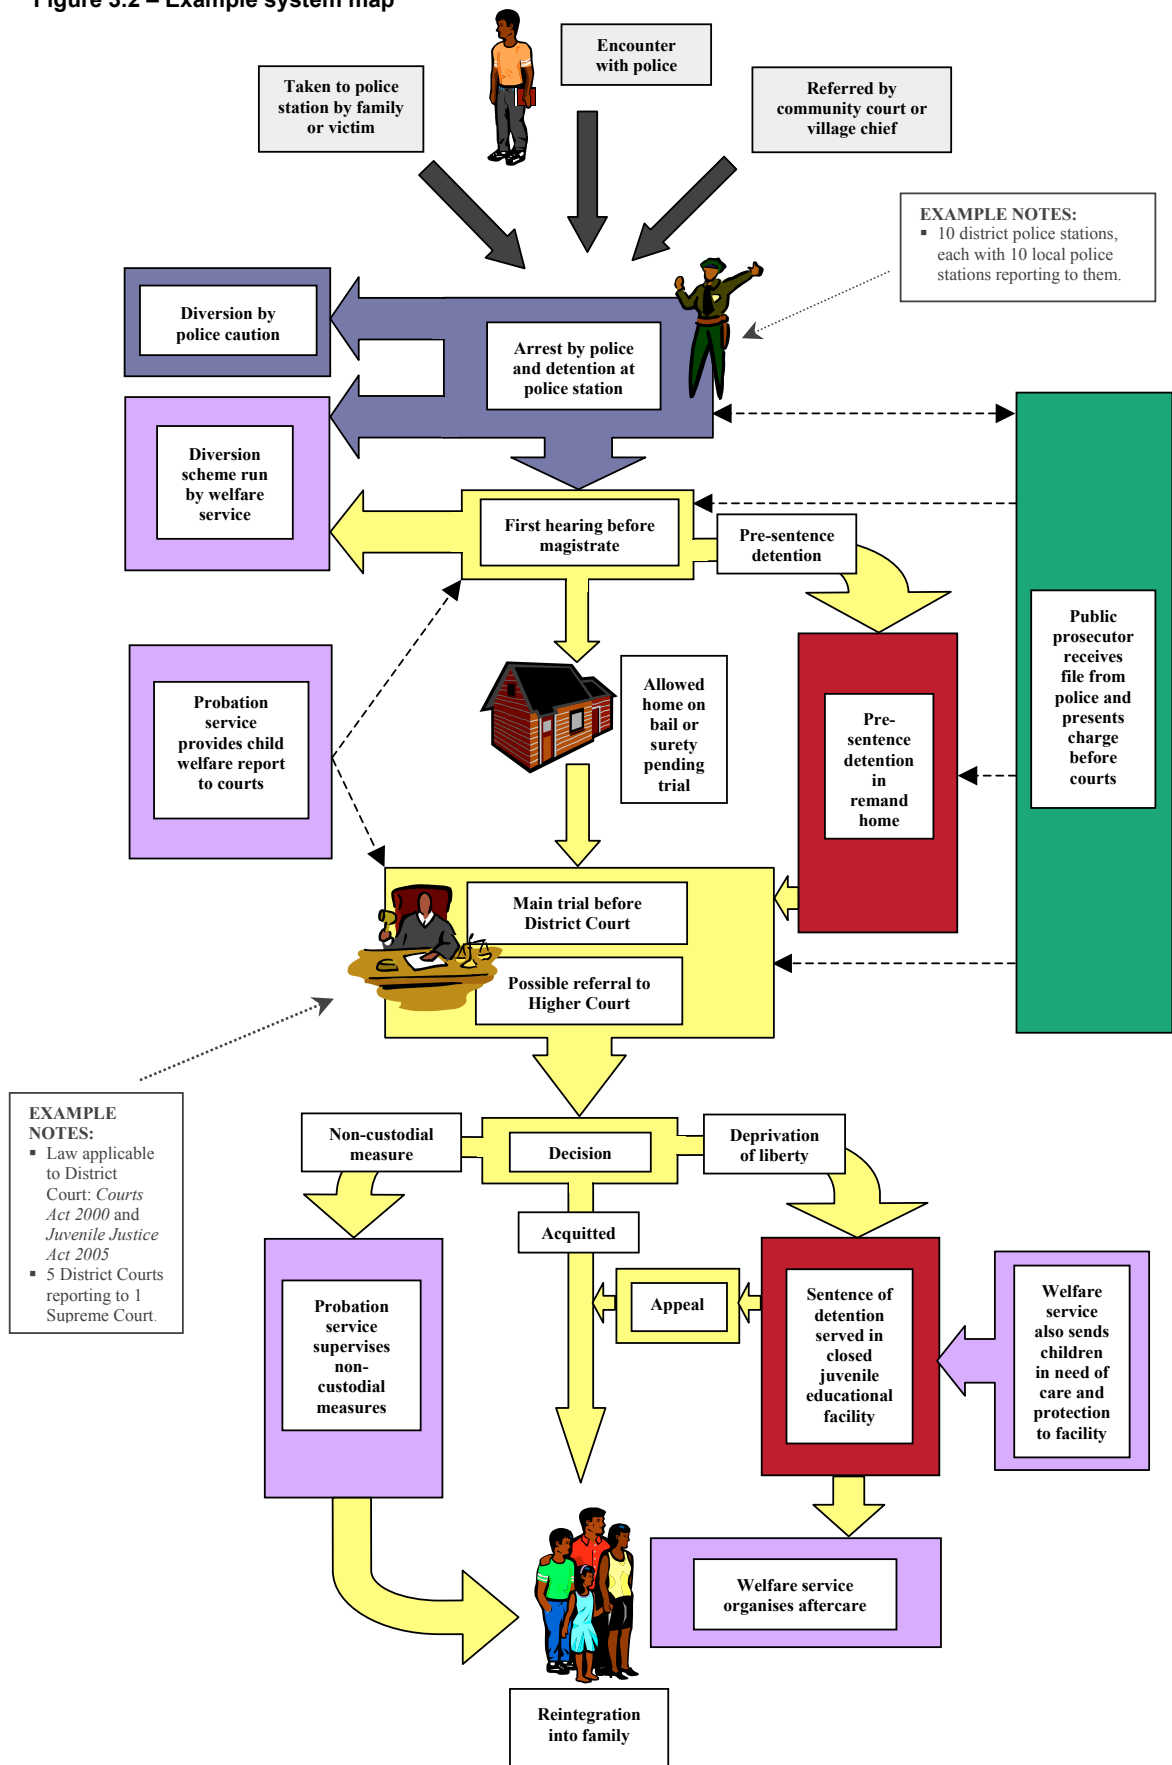 Figure 3.2 – Example system map
Encounter
with police
Taken to police
station by family
or victim
Referred by
community court or
village chief
EXAMPLE NOTES:
▪ 10 district police stations,
each with 10 local police
stations reporting to them.
Diversion by
police caution
Arrest by police
and detention at
police station
Diversion
scheme run
by welfare
service
First hearing before
magistrate
Pre-sentence
detention
Public
prosecutor
receives
file from
police and
presents
charge
before
courts
Probation
service
provides child
welfare report
to courts
Allowed
home on
bail or
surety
pending
trial
Pre-
sentence
detention
in
remand
home
Main trial before
District Court
Possible referral to
Higher Court
EXAMPLE
NOTES:
▪ Law applicable
to District
Court: Courts
Act 2000 and
Juvenile Justice
Act 2005
▪ 5 District Courts
reporting to 1
Supreme Court.
Non-custodial
measure
Decision
Deprivation
of liberty
Acquitted
Appeal
Probation
service
supervises
non-
custodial
measures
Sentence of
detention
served in
closed
juvenile
educational
facility
Welfare
service
also sends
children
in need of
care and
protection
to facility
Welfare service
organises aftercare
Reintegration
into family